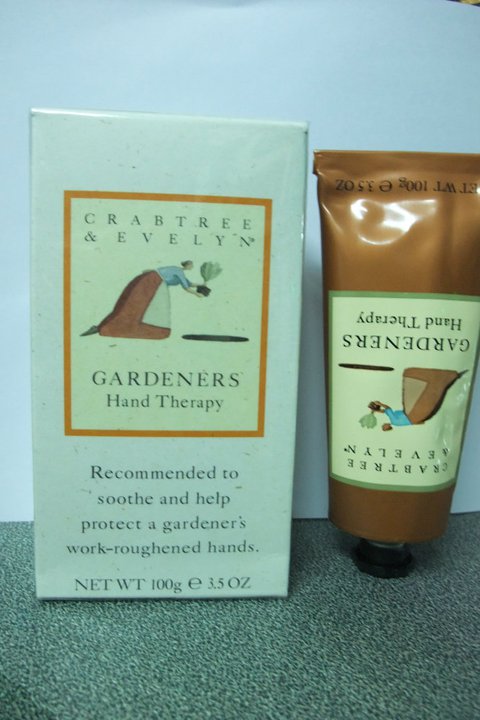 CRABTREE
& EVELYN®
GARDENERS
Hand Therapy
Recommended to
soothe and help
protect a gardener's
work-roughened hands.
NET WT 100g ℮ 3.5 OZ
CRABTREE
& EVELYN®
GARDENERS
Hand Therapy
ET WT 100g ℮ 3.5 OZ